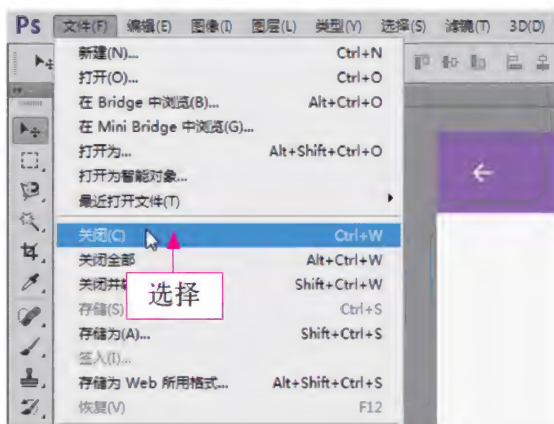 Ps 文件(F) 编辑(E) 图像(I) 图层(L) 类型(Y) 选择(S) 滤镜(T) 3D(D)
新建(N)... Ctrl+N
打开(O)... Ctrl+O
在 Bridge 中浏览(B)... Alt+Ctrl+O
在 Mini Bridge 中浏览(G)...
打开为... Alt+Shift+Ctrl+O
打开为智能对象...
最近打开文件(T)
关闭(C) Ctrl+W
关闭全部 Alt+Ctrl+W
关闭并 Shift+Ctrl+W
选择
存储(S) Ctrl+S
存储为(A)... Shift+Ctrl+S
签入(I)...
存储为 Web 所用格式... Alt+Shift+Ctrl+S
恢复(V) F12